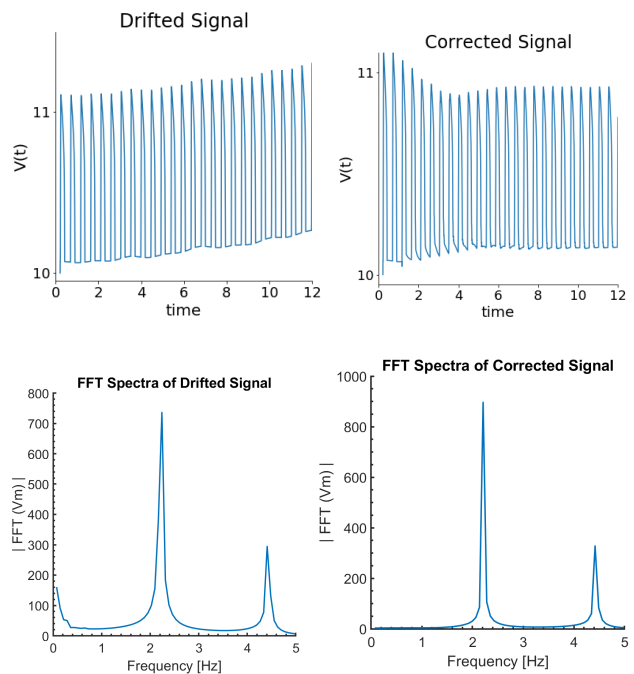 Drifted Signal
11
10
V(t)
0 2 4 6 8 10 12
time
Corrected Signal
11
10
V(t)
0 2 4 6 8 10 12
time
FFT Spectra of Drifted Signal
800
700
600
500
400
300
200
100
0
| FFT (Vm) |
0 1 2 3 4 5
Frequency [Hz]
FFT Spectra of Corrected Signal
1000
800
600
400
200
0
| FFT (Vm) |
0 1 2 3 4 5
Frequency [Hz]